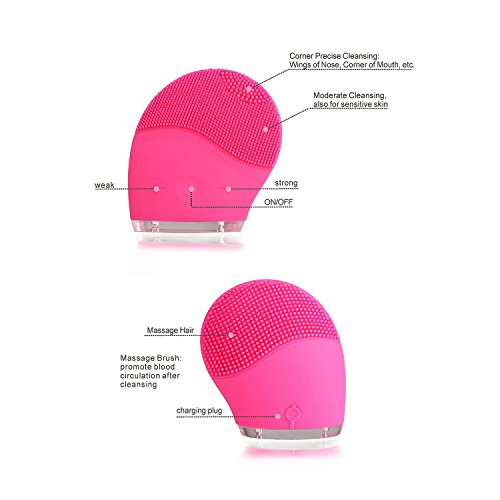 Corner Precise Cleansing:
Wings of Nose, Corner of Mouth, etc.
Moderate Cleansing,
also for sensitive skin
weak
strong
ON/OFF
Massage Hair
Massage Brush:
promote blood
circulation after
cleansing
charging plug